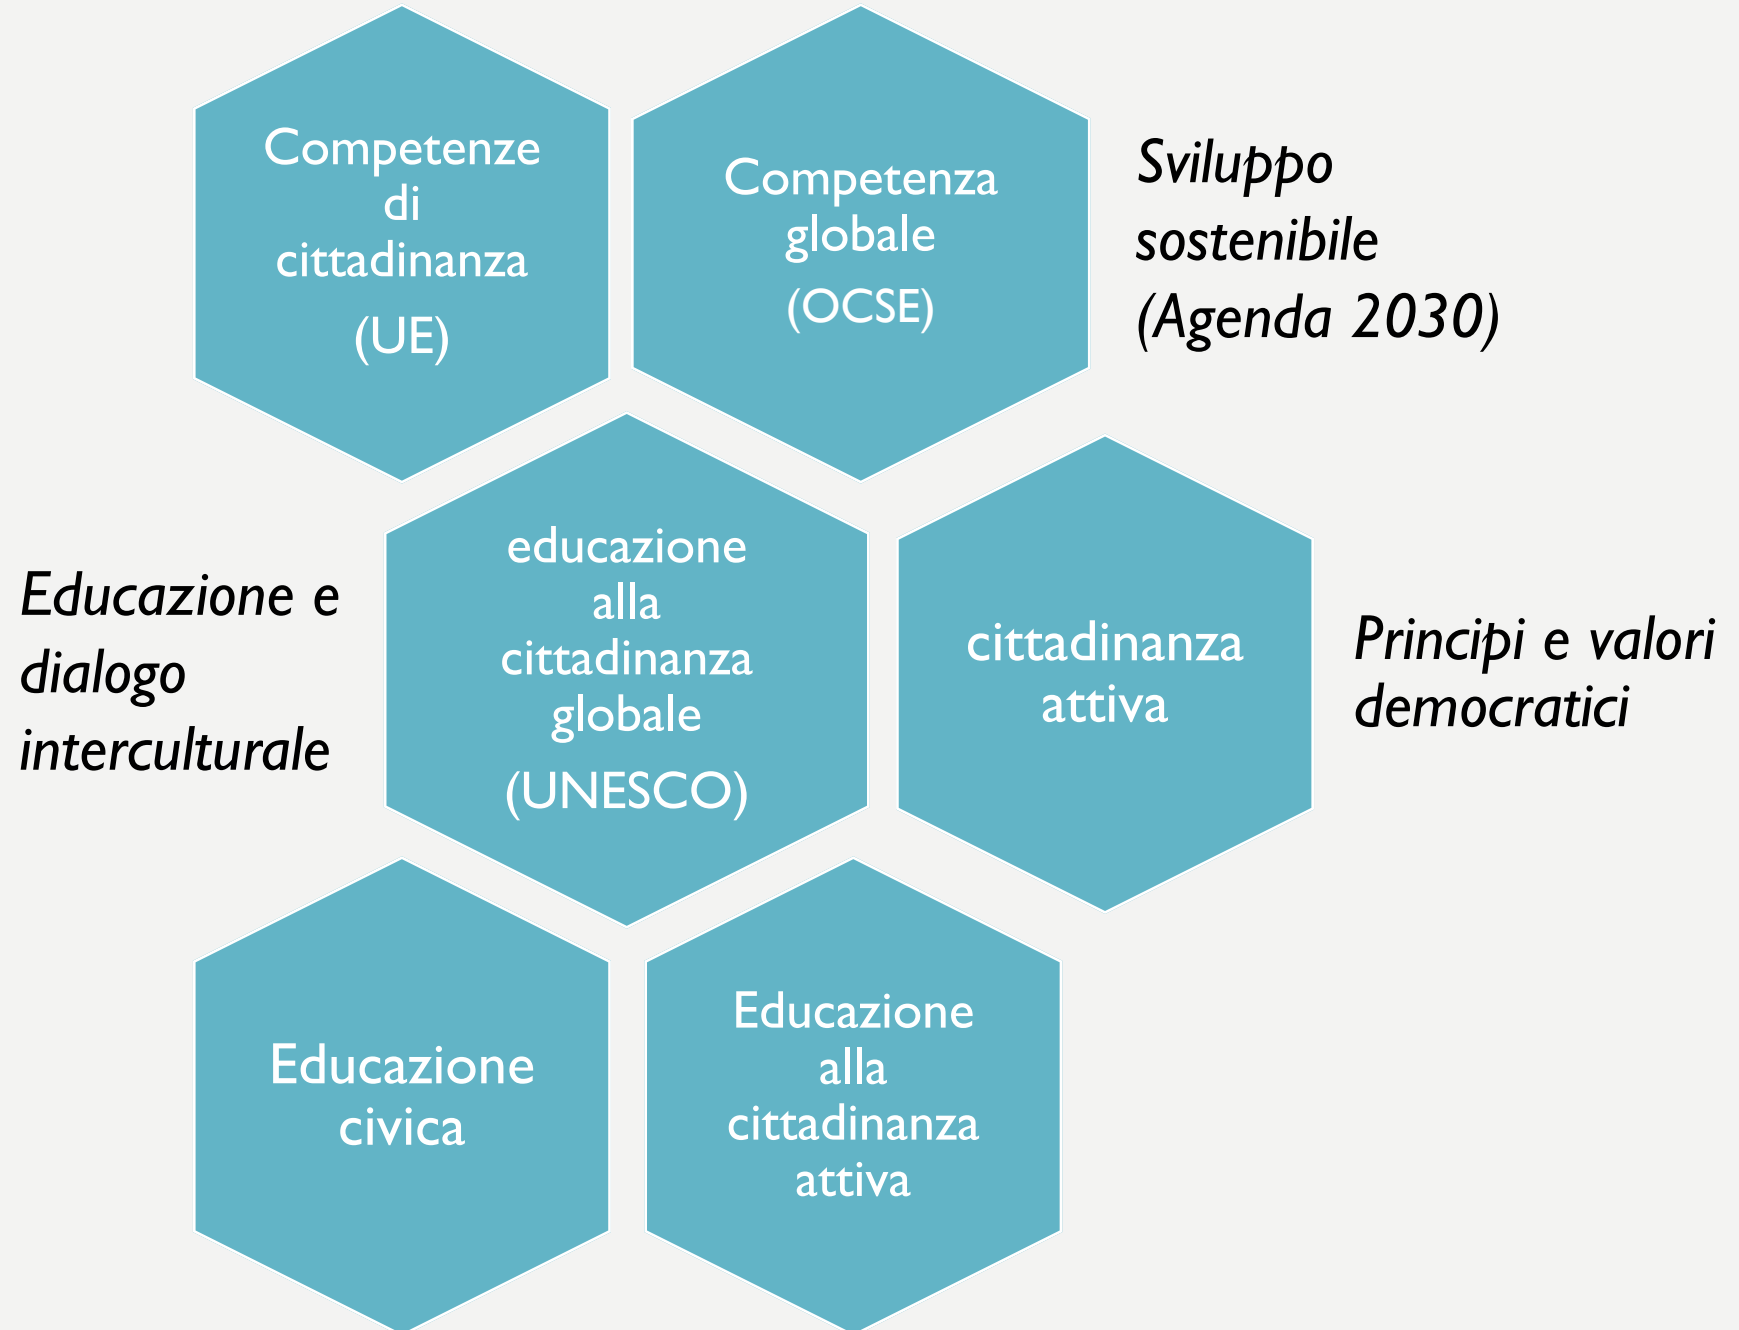 Competenze
di
cittadinanza
(UE)
Competenza
globale
(OCSE)
Sviluppo
sostenibile
(Agenda 2030)
Educazione e
dialogo
interculturale
educazione
alla
cittadinanza
globale
(UNESCO)
cittadinanza
attiva
Principi e valori
democratici
Educazione
civica
Educazione
alla
cittadinanza
attiva